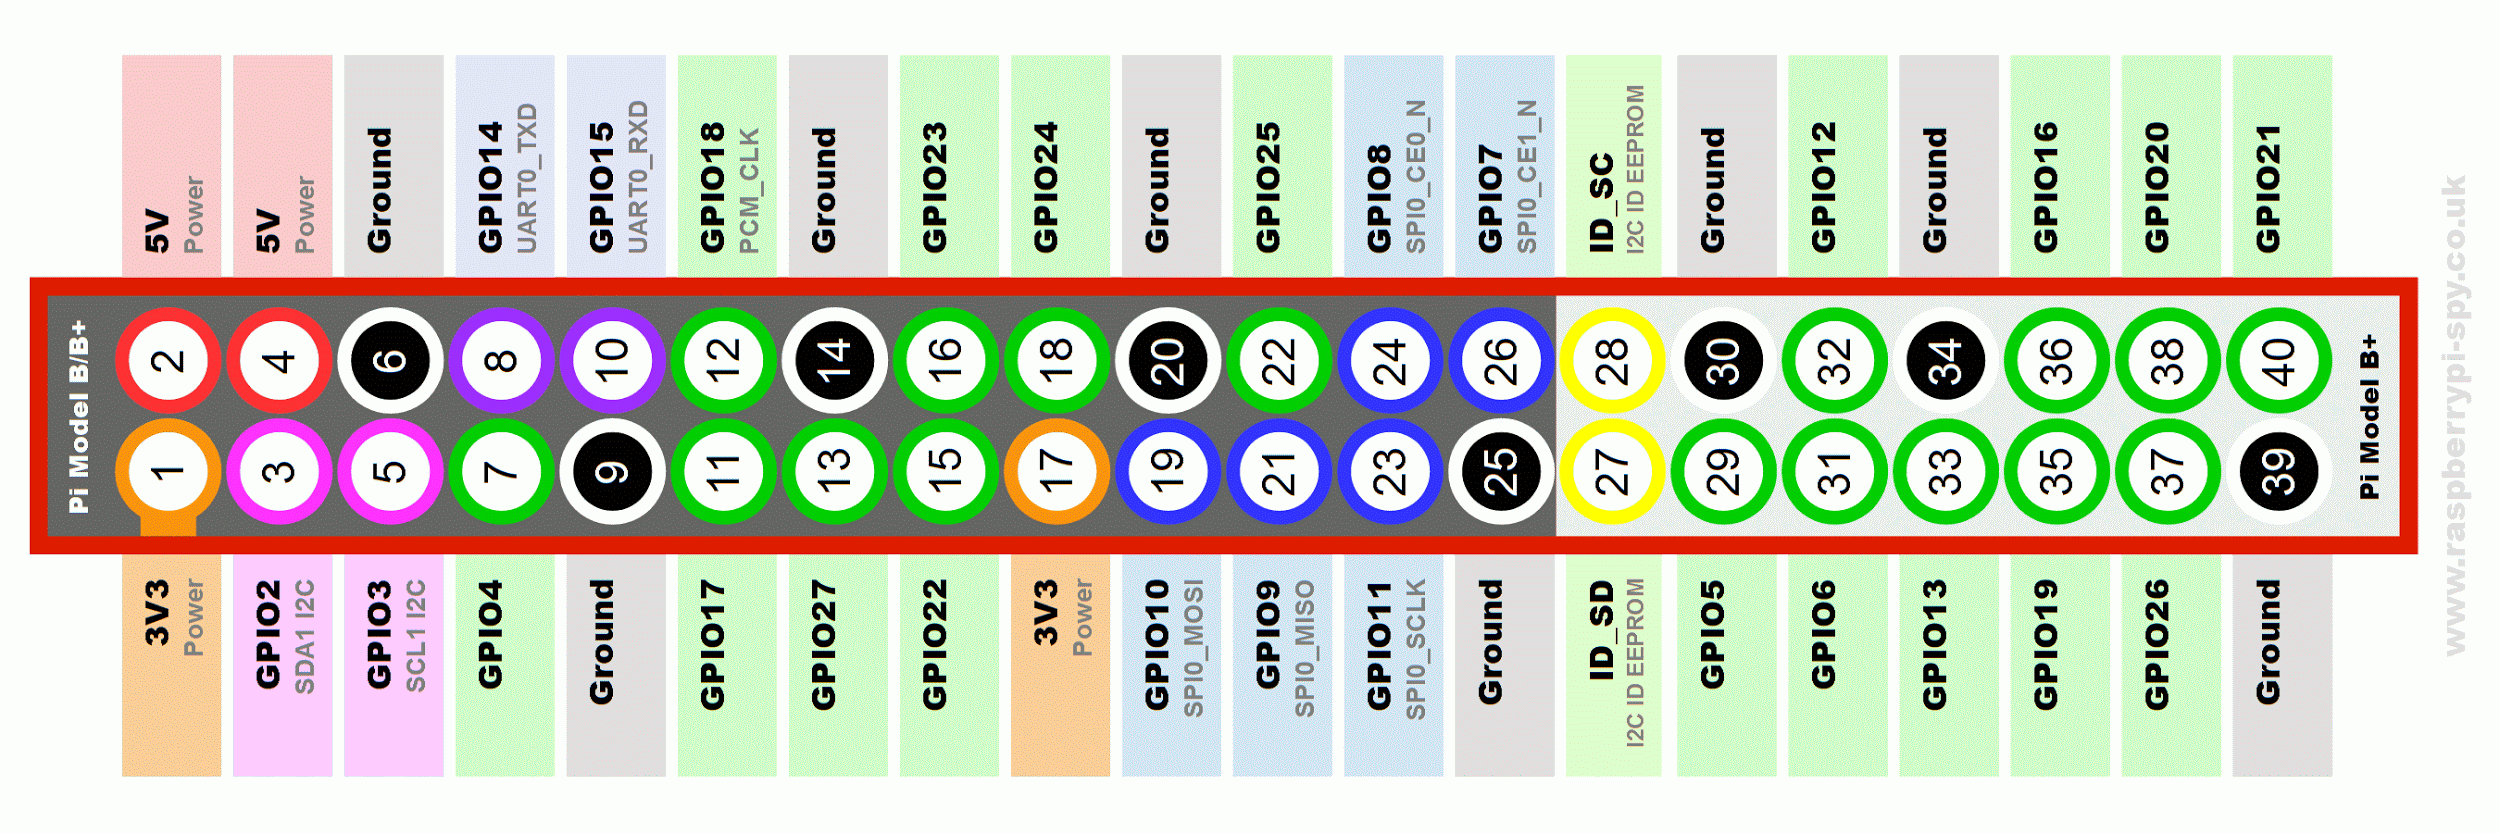 5V
Power
5V
Power
Ground
GPIO14
UART0_TXD
GPIO15
UART0_RXD
GPIO18
PCM_CLK
Ground
GPIO23
GPIO24
Ground
GPIO25
GPIO8
SPI0_CE0_N
GPIO7
SPI0_CE1_N
ID_SC
I2C ID EEPROM
Ground
GPIO12
Ground
GPIO16
GPIO20
GPIO21
Pi Model B/B+
2
4
6
8
10
12
14
16
18
20
22
24
26
28
30
32
34
36
38
40
1
3
5
7
9
11
13
15
17
19
21
23
25
27
29
31
33
35
37
39
Pi Model B+
3V3
Power
GPIO2
SDA1 I2C
GPIO3
SCL1 I2C
GPIO4
Ground
GPIO17
GPIO27
GPIO22
3V3
Power
GPIO10
SPI0_MOSI
GPIO9
SPI0_MISO
GPIO11
SPI0_SCLK
Ground
ID_SD
I2C ID EEPROM
GPIO5
GPIO6
GPIO13
GPIO19
GPIO26
Ground
www.raspberrypi-spy.co.uk